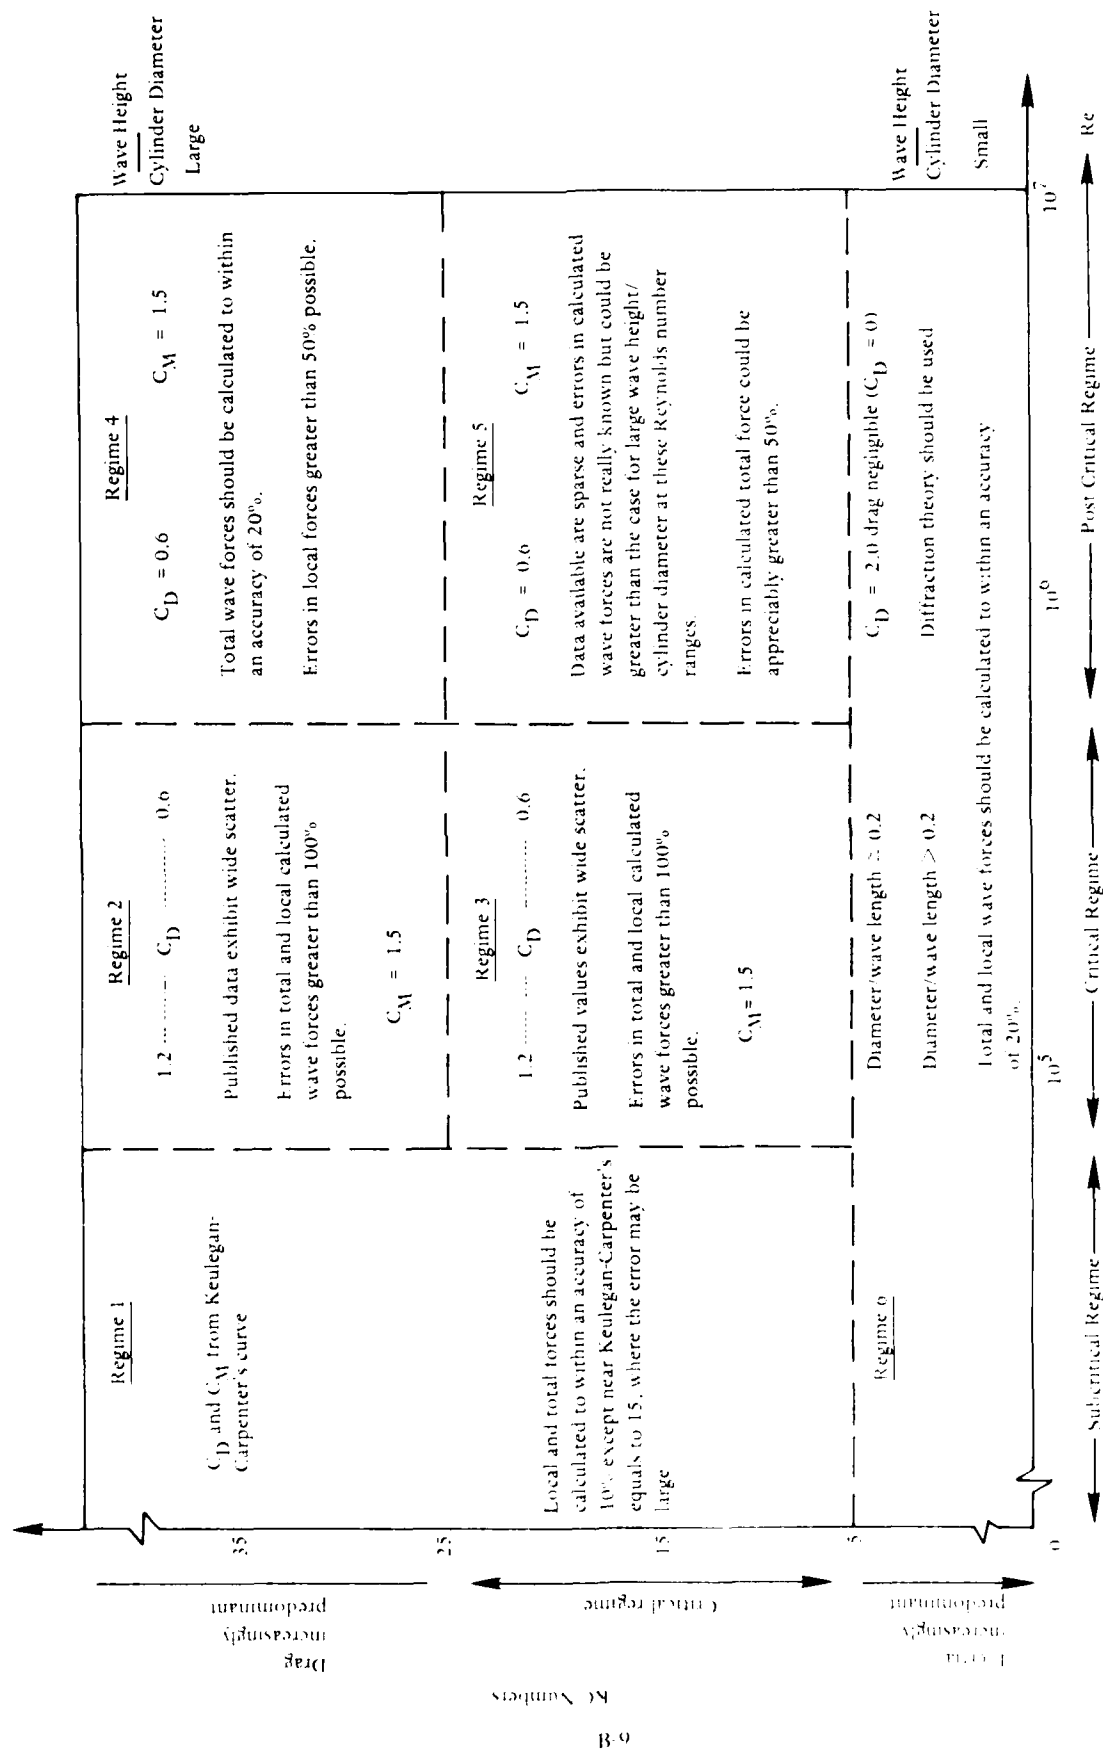 Wave Height
Cylinder Diameter
Large
Regime 1
C_D and C_M from Keulegan-
Carpenter's curve
Local and total forces should be
calculated to within an accuracy of
10% except near Keulegan-Carpenter's
equals to 15, where the error may be
large
Regime 2
1.2 C_D 0.6
Published data exhibit wide scatter.
Errors in total and local calculated
wave forces greater than 100%
possible.
C_M = 1.5
Regime 4
C_D = 0.6 C_M = 1.5
Total wave forces should be calculated to within
an accuracy of 20%.
Errors in local forces greater than 50% possible.
Regime 3
1.2 C_D 0.6
Published values exhibit wide scatter.
Errors in total and local calculated
wave forces greater than 100%
possible.
C_M = 1.5
Regime 5
C_D = 0.6 C_M = 1.5
Data available are sparse and errors in calculated
wave forces are not really known but could be
greater than the case for large wave height/
cylinder diameter at these Reynolds number
ranges.
Errors in calculated total force could be
appreciably greater than 50%.
Regime 6
Diameter/wave length ≥ 0.2 C_D = 2.0 drag negligible (C_D = 0)
Diameter/wave length > 0.2 Diffraction theory should be used
Total and local wave forces should be calculated to within an accuracy
of 20%.
Wave Height
Cylinder Diameter
Small
35
25
15
5
0
10^5
10^6
10^7
Subcritical Regime
Critical Regime
Post Critical Regime
Re
Drag
increasingly
predominant
Critical regime
increasingly
predominant
KC Numbers
B-9